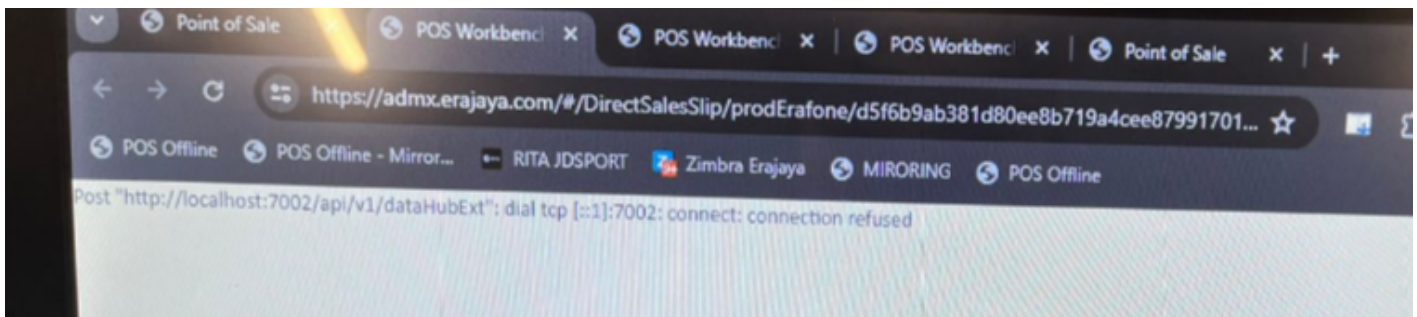 Point of Sale POS Workbenc POS Workbenc POS Workbenc Point of Sale
https://admx.erajaya.com/#/DirectSalesSlip/prodErafone/d5f6b9ab381d80ee8b719a4cee87991701...
POS Offline POS Offline - Mirror... RITA JDSPORT Zimbra Erajaya MIRORING POS Offline
Post "http://localhost:7002/api/v1/dataHubExt": dial tcp [::1]:7002: connect: connection refused